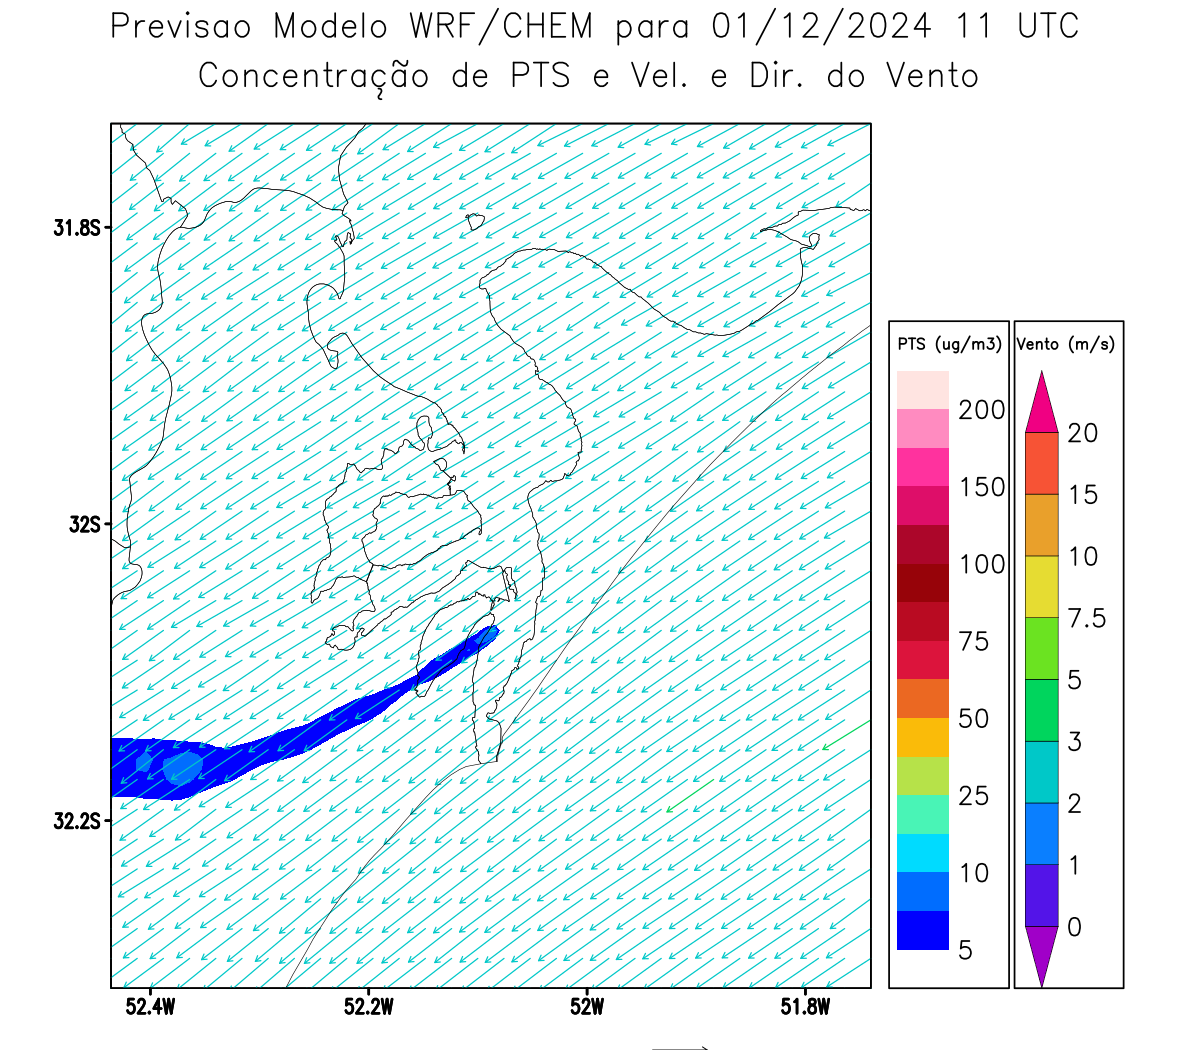 Previsao Modelo WRF/CHEM para 01/12/2024 11 UTC
Concentração de PTS e Vel. e Dir. do Vento
31.8S
32S
32.2S
52.4W 52.2W 52W 51.8W
PTS (ug/m3)
200
150
100
75
50
25
10
5
Vento (m/s)
20
15
10
7.5
5
3
2
1
0